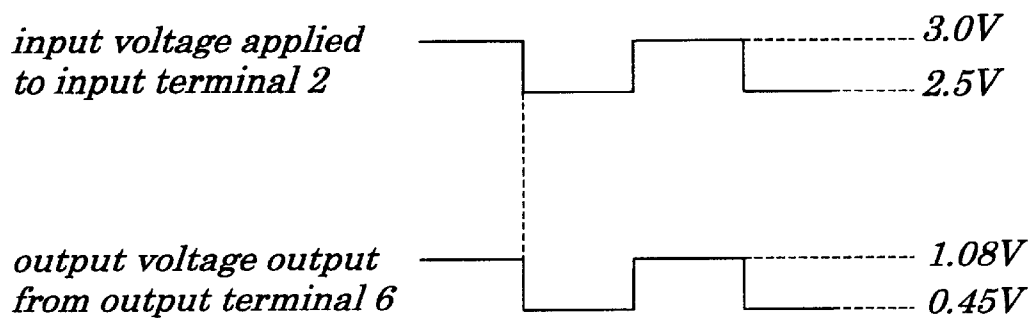 input voltage applied
to input terminal 2
3.0V
2.5V
output voltage output
from output terminal 6
1.08V
0.45V